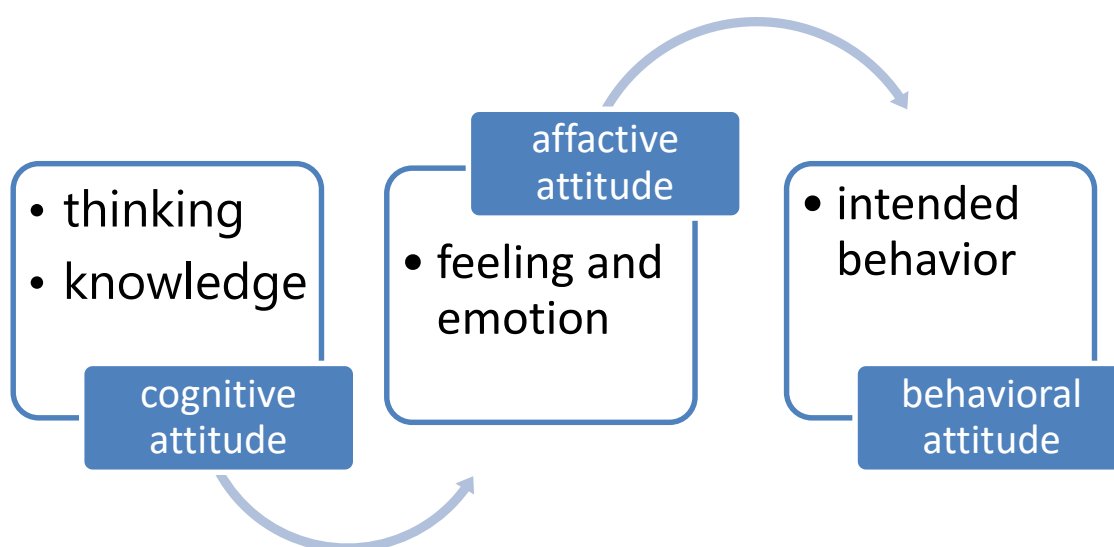 • thinking
• knowledge
cognitive
attitude
affactive
attitude
• feeling and
emotion
• intended
behavior
behavioral
attitude